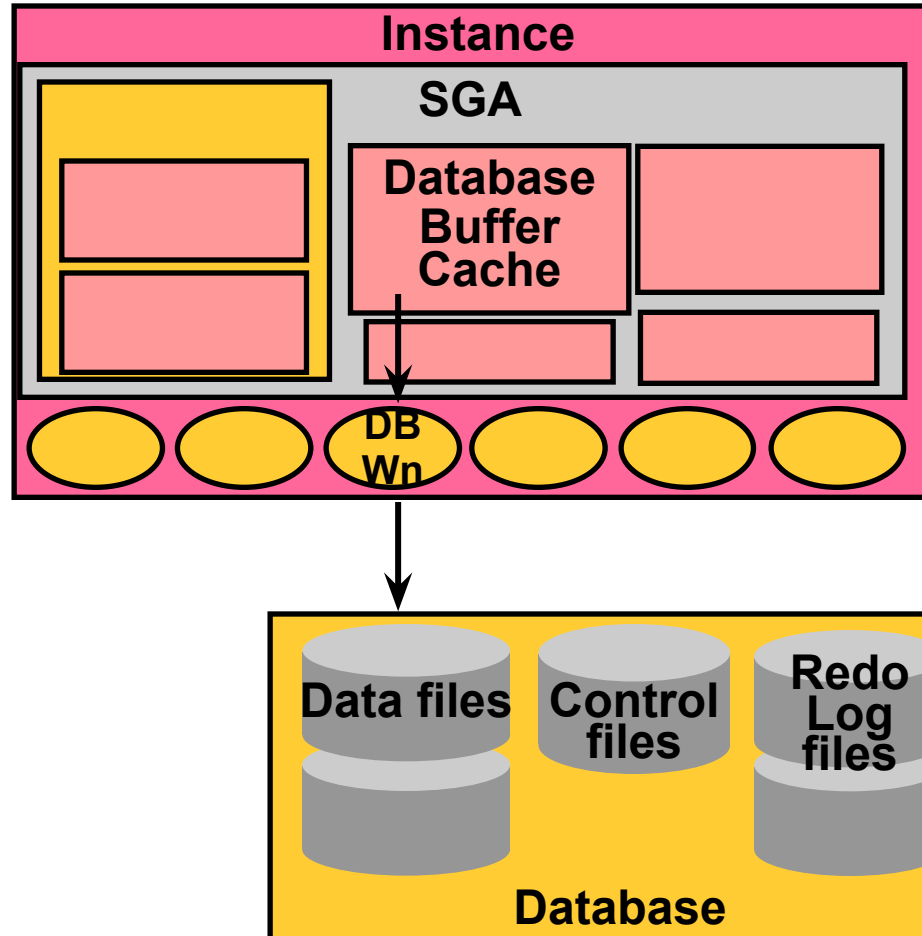 Instance
SGA
Database
Buffer
Cache
DB
Wn
Data files
Control
files
Redo
Log
files
Database